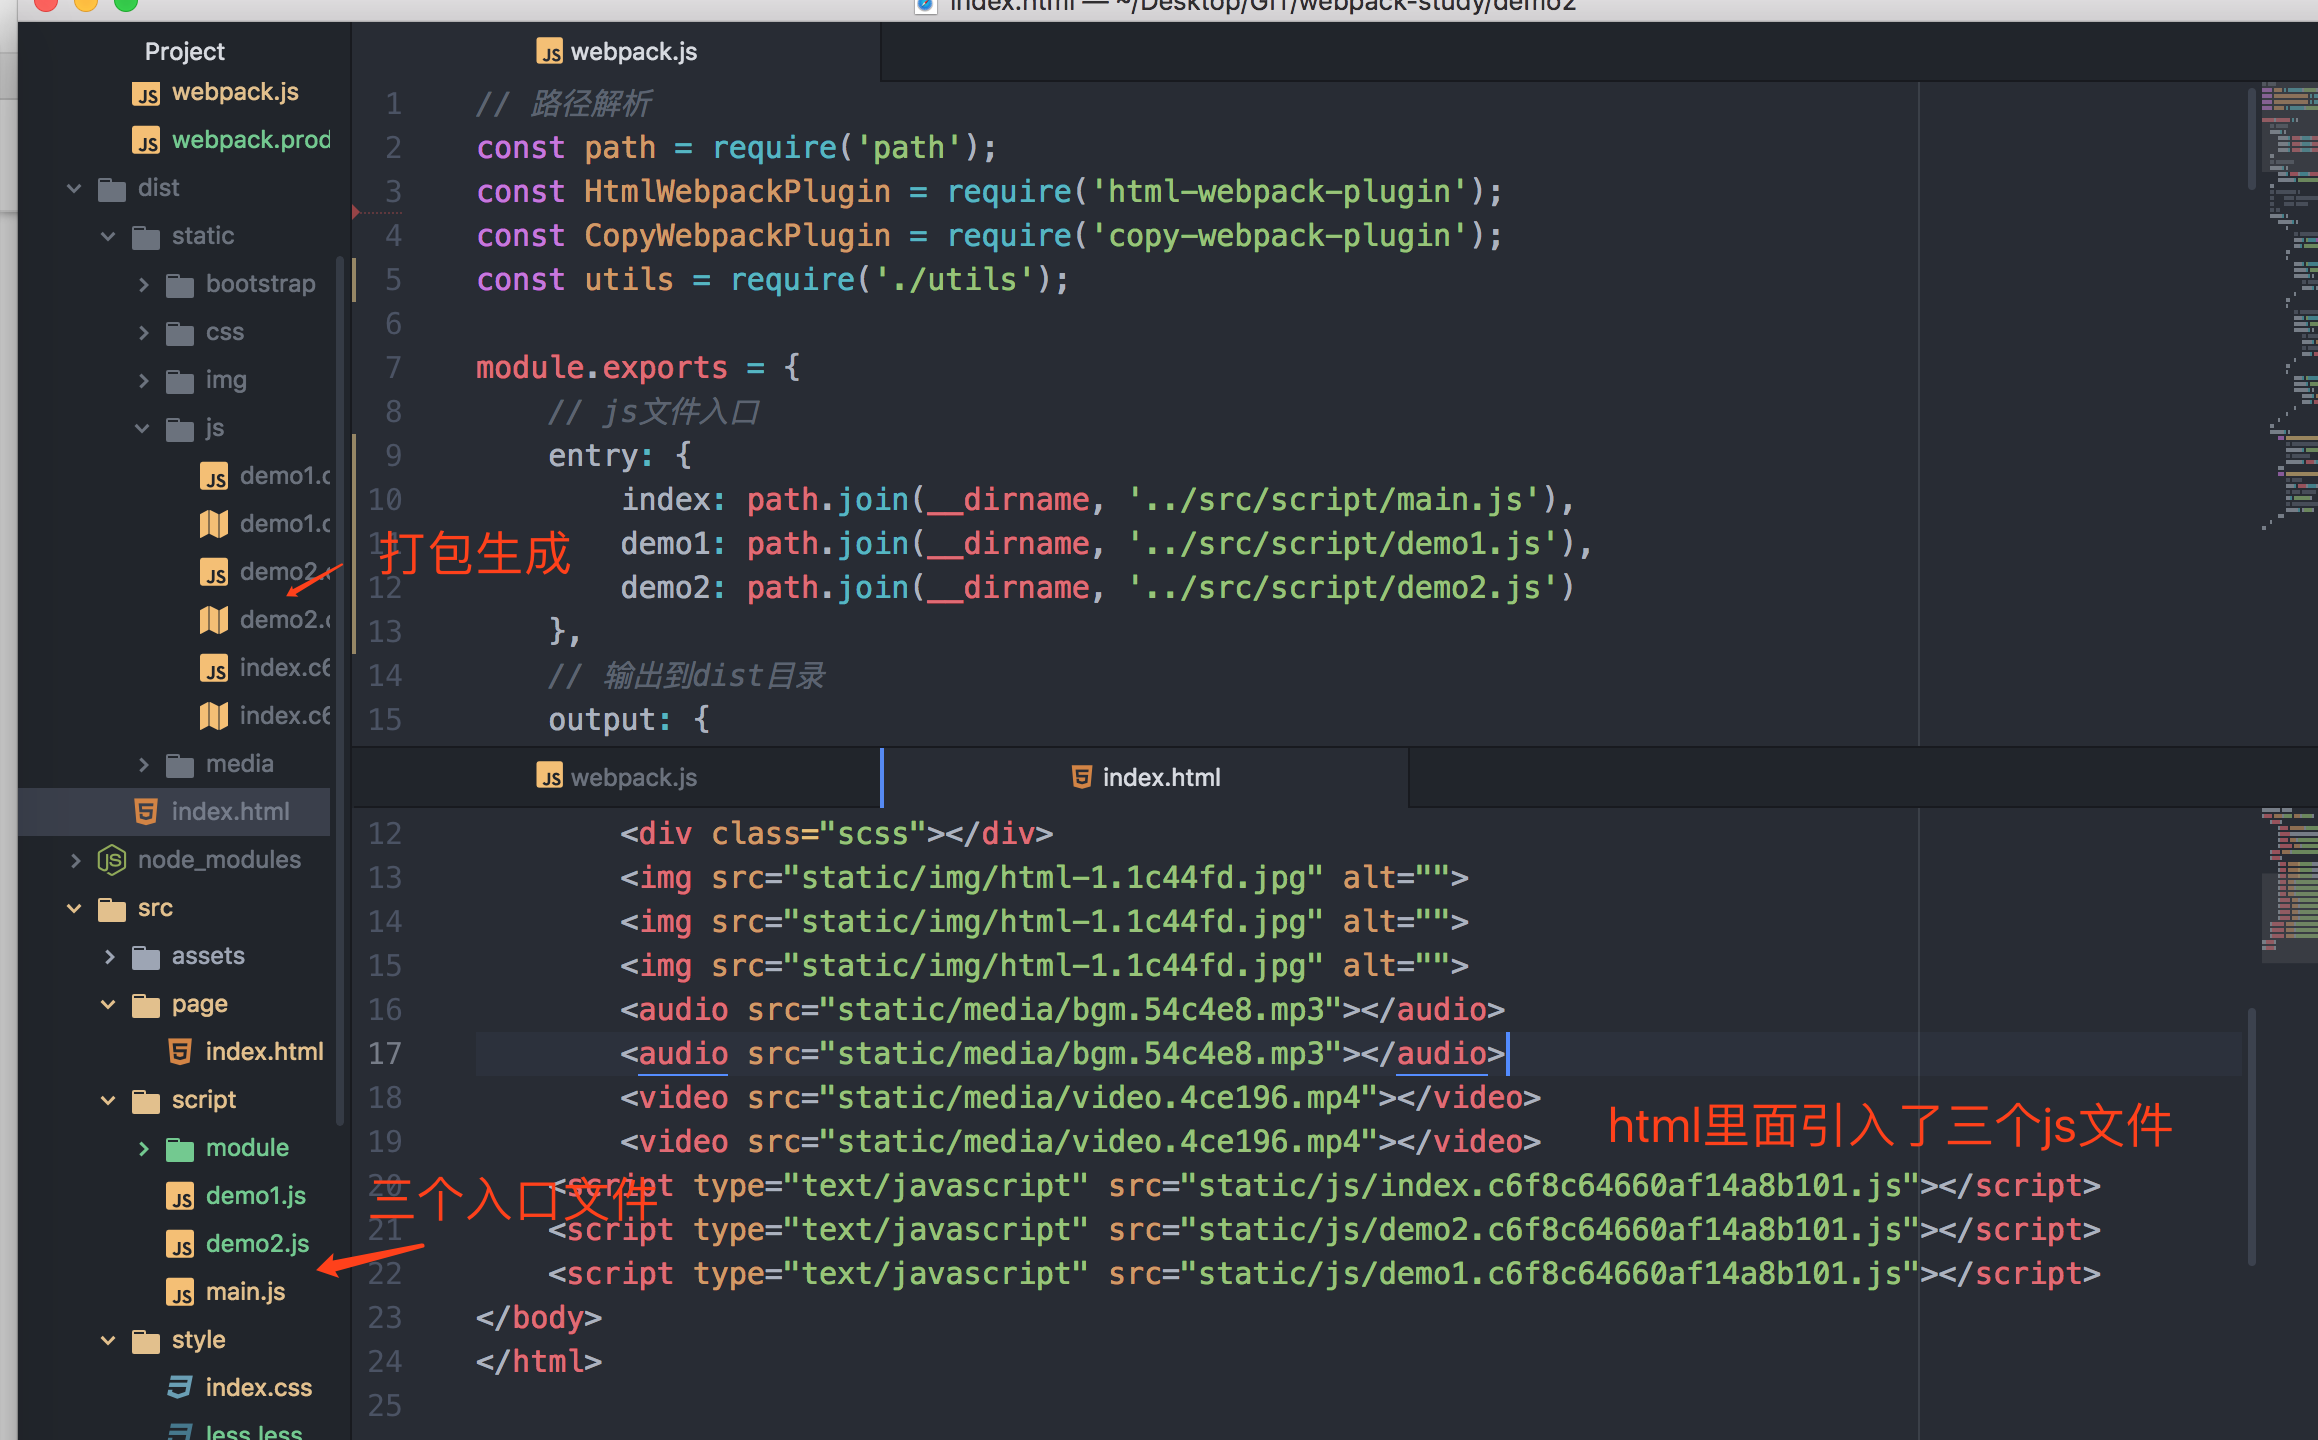 index.html — ~/Desktop/GIT/webpack-study/demo2
Project
webpack.js
webpack.prod
dist
static
bootstrap
css
img
js
demo1.c
demo1.c
demo2.c
demo2.c
index.c6
index.c6
media
index.html
node_modules
src
assets
page
index.html
script
module
demo1.js
demo2.js
main.js
style
index.css
less.less
打包生成
三个入口文件
webpack.js
1 // 路径解析
2 const path = require('path');
3 const HtmlWebpackPlugin = require('html-webpack-plugin');
4 const CopyWebpackPlugin = require('copy-webpack-plugin');
5 const utils = require('./utils');
6
7 module.exports = {
8 // js文件入口
9 entry: {
10 index: path.join(__dirname, '../src/script/main.js'),
11 demo1: path.join(__dirname, '../src/script/demo1.js'),
12 demo2: path.join(__dirname, '../src/script/demo2.js')
13 },
14 // 输出到dist目录
15 output: {
webpack.js
index.html
12 <div class="scss"></div>
13 <img src="static/img/html-1.1c44fd.jpg" alt="">
14 <img src="static/img/html-1.1c44fd.jpg" alt="">
15 <img src="static/img/html-1.1c44fd.jpg" alt="">
16 <audio src="static/media/bgm.54c4e8.mp3"></audio>
17 <audio src="static/media/bgm.54c4e8.mp3"></audio>
18 <video src="static/media/video.4ce196.mp4"></video>
19 <video src="static/media/video.4ce196.mp4"></video>
html里面引入了三个js文件
20 <script type="text/javascript" src="static/js/index.c6f8c64660af14a8b101.js"></script>
21 <script type="text/javascript" src="static/js/demo2.c6f8c64660af14a8b101.js"></script>
22 <script type="text/javascript" src="static/js/demo1.c6f8c64660af14a8b101.js"></script>
23 </body>
24 </html>
25